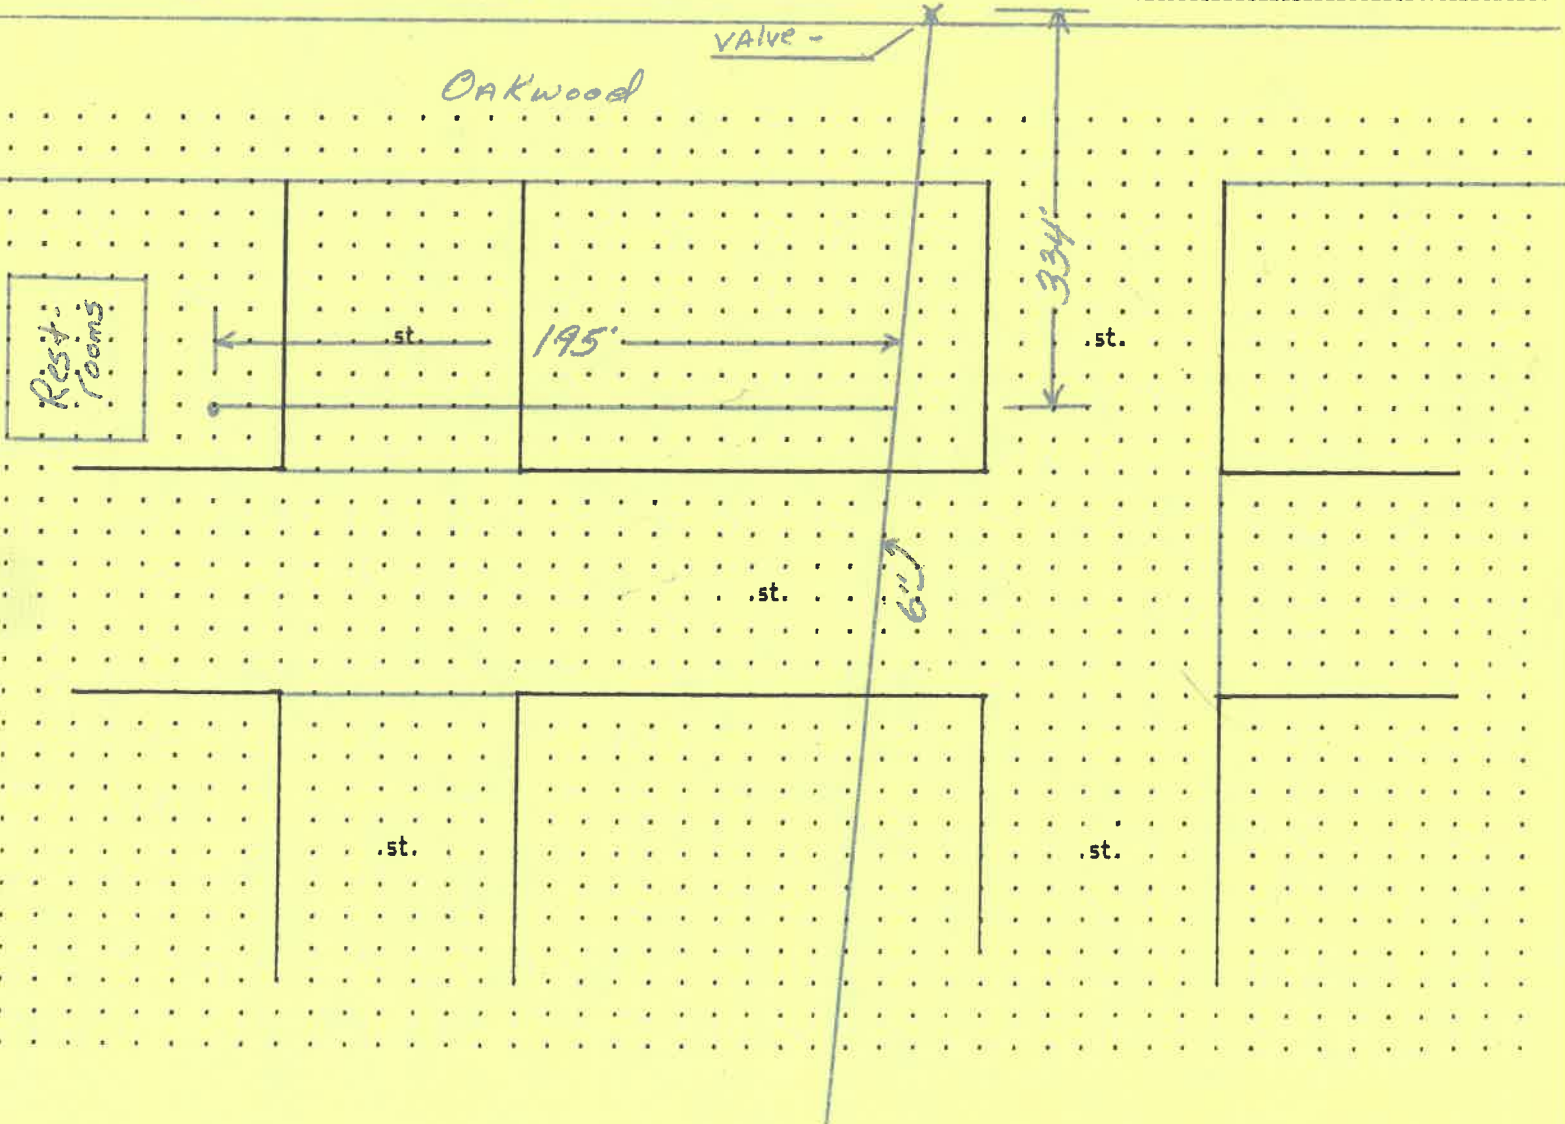 VAlve -
OAKwood
334'
Rest-
rooms
.st.
195'
.st.
.st.
6"
.st.
.st.